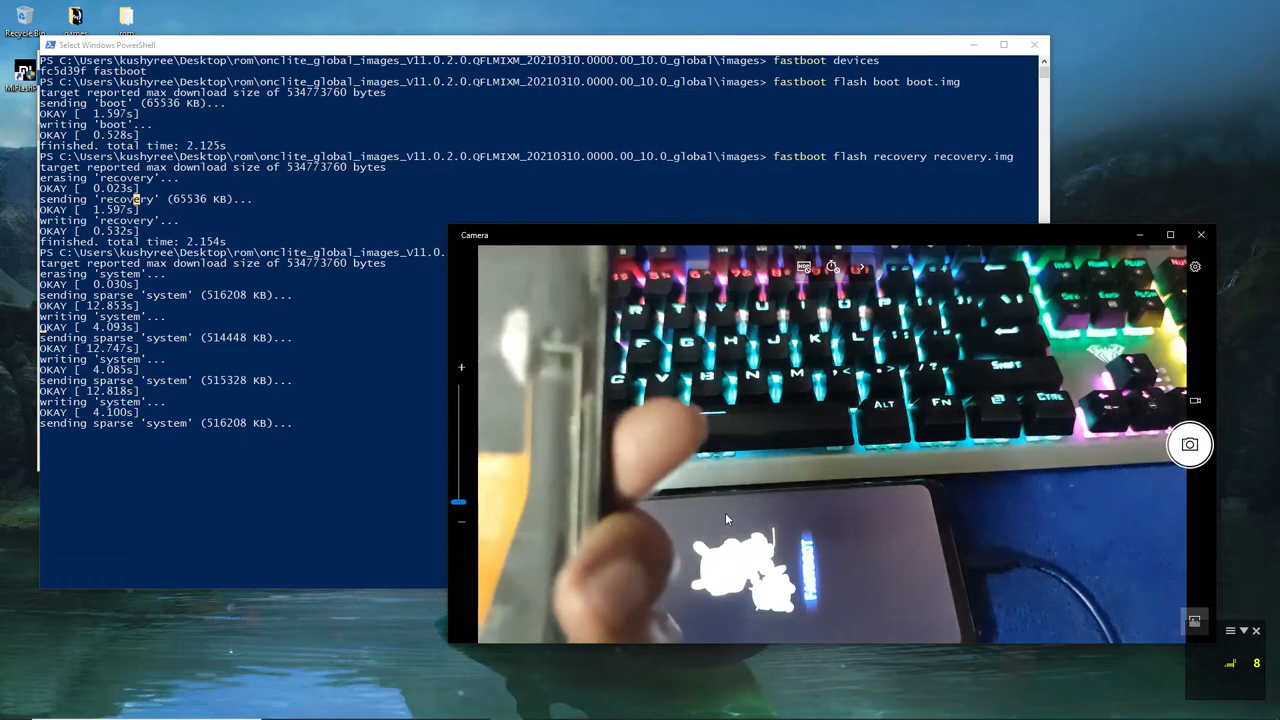 Recycle Bin
games
rom
Select Windows PowerShell
PS C:\Users\kushyree\Desktop\rom\onclite_global_images_V11.0.2.0.QFLMIXM_20210310.0000.00_10.0_global\images> fastboot devices
fc5d39f fastboot
PS C:\Users\kushyree\Desktop\rom\onclite_global_images_V11.0.2.0.QFLMIXM_20210310.0000.00_10.0_global\images> fastboot flash boot boot.img
target reported max download size of 534773760 bytes
sending 'boot' (65536 KB)...
OKAY [  1.597s]
writing 'boot'...
OKAY [  0.528s]
finished. total time: 2.125s
PS C:\Users\kushyree\Desktop\rom\onclite_global_images_V11.0.2.0.QFLMIXM_20210310.0000.00_10.0_global\images> fastboot flash recovery recovery.img
target reported max download size of 534773760 bytes
erasing 'recovery'...
OKAY [  0.023s]
sending 'recovery' (65536 KB)...
OKAY [  1.597s]
writing 'recovery'...
OKAY [  0.532s]
finished. total time: 2.154s
PS C:\Users\kushyree\Desktop\rom\onclite_global_images_V11.0.
target reported max download size of 534773760 bytes
erasing 'system'...
OKAY [  0.030s]
sending sparse 'system' (516208 KB)...
OKAY [ 12.853s]
writing 'system'...
OKAY [  4.093s]
sending sparse 'system' (514448 KB)...
OKAY [ 12.747s]
writing 'system'...
OKAY [  4.085s]
sending sparse 'system' (515328 KB)...
OKAY [ 12.818s]
writing 'system'...
OKAY [  4.100s]
sending sparse 'system' (516208 KB)...
Camera
R T Y U I O P
F G H J K L
C V B N M
Shift
ALT FN CTRL
8